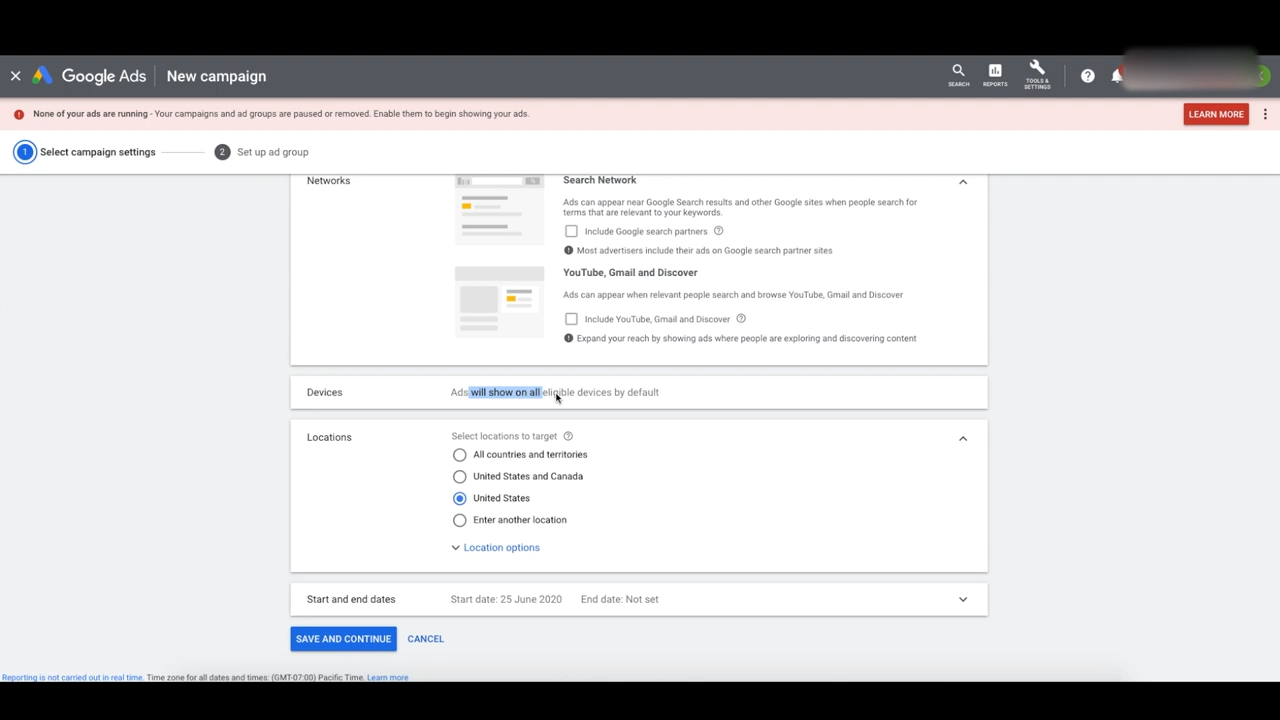 Google Ads
New campaign
SEARCH
REPORTS
TOOLS &
SETTINGS
None of your ads are running - Your campaigns and ad groups are paused or removed. Enable them to begin showing your ads.
LEARN MORE
1 Select campaign settings
2 Set up ad group
Networks
Search Network
Ads can appear near Google Search results and other Google sites when people search for
terms that are relevant to your keywords.
Include Google search partners
Most advertisers include their ads on Google search partner sites
YouTube, Gmail and Discover
Ads can appear when relevant people search and browse YouTube, Gmail and Discover
Include YouTube, Gmail and Discover
Expand your reach by showing ads where people are exploring and discovering content
Devices
Ads will show on all eligible devices by default
Locations
Select locations to target
All countries and territories
United States and Canada
United States
Enter another location
Location options
Start and end dates
Start date: 25 June 2020 End date: Not set
SAVE AND CONTINUE
CANCEL
Reporting is not carried out in real time. Time zone for all dates and times: (GMT-07:00) Pacific Time. Learn more